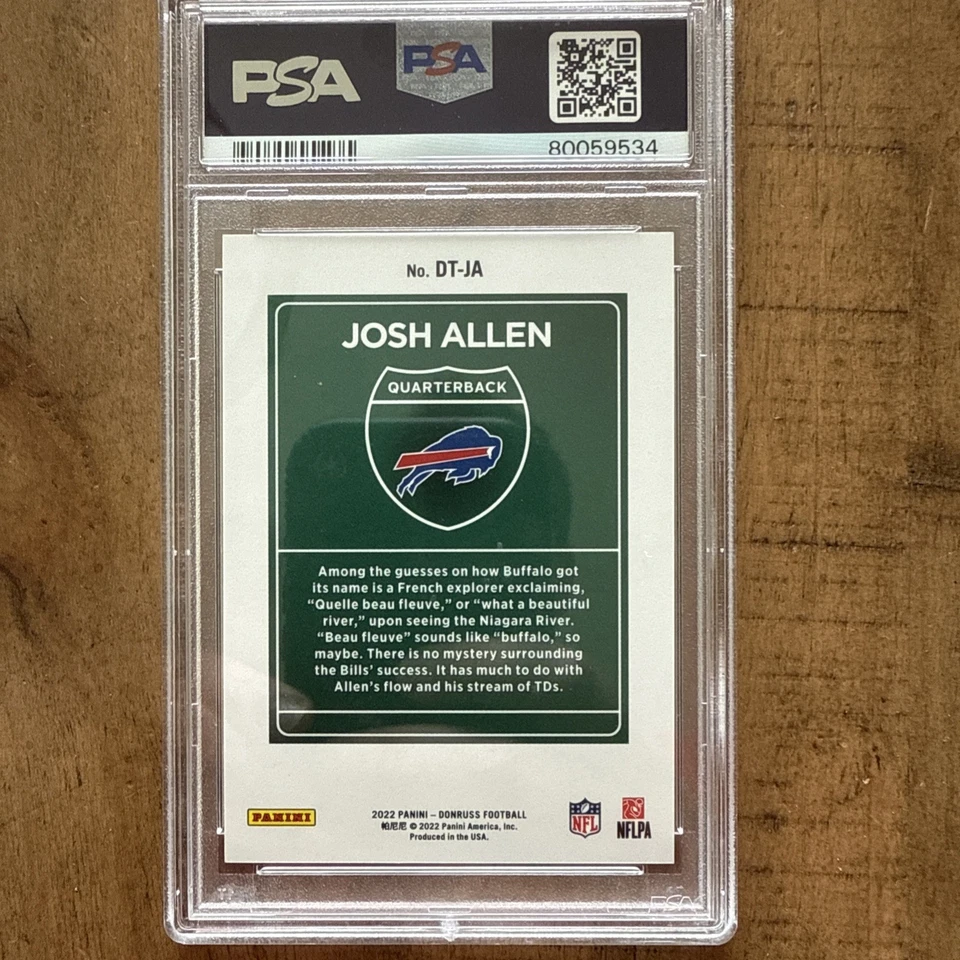 PSA
PSA
80059534
No. DT-JA
JOSH ALLEN
QUARTERBACK
Among the guesses on how Buffalo got
its name is a French explorer exclaiming,
“Quelle beau fleuve,” or “what a beautiful
river,” upon seeing the Niagara River.
“Beau fleuve” sounds like “buffalo,” so
maybe. There is no mystery surrounding
the Bills’ success. It has much to do with
Allen’s flow and his stream of TDs.
PANINI
2022 PANINI – DONRUSS FOOTBALL
帕尼尼 © 2022 Panini America, Inc.
Produced in the USA.
NFL
NFLPA
PSA